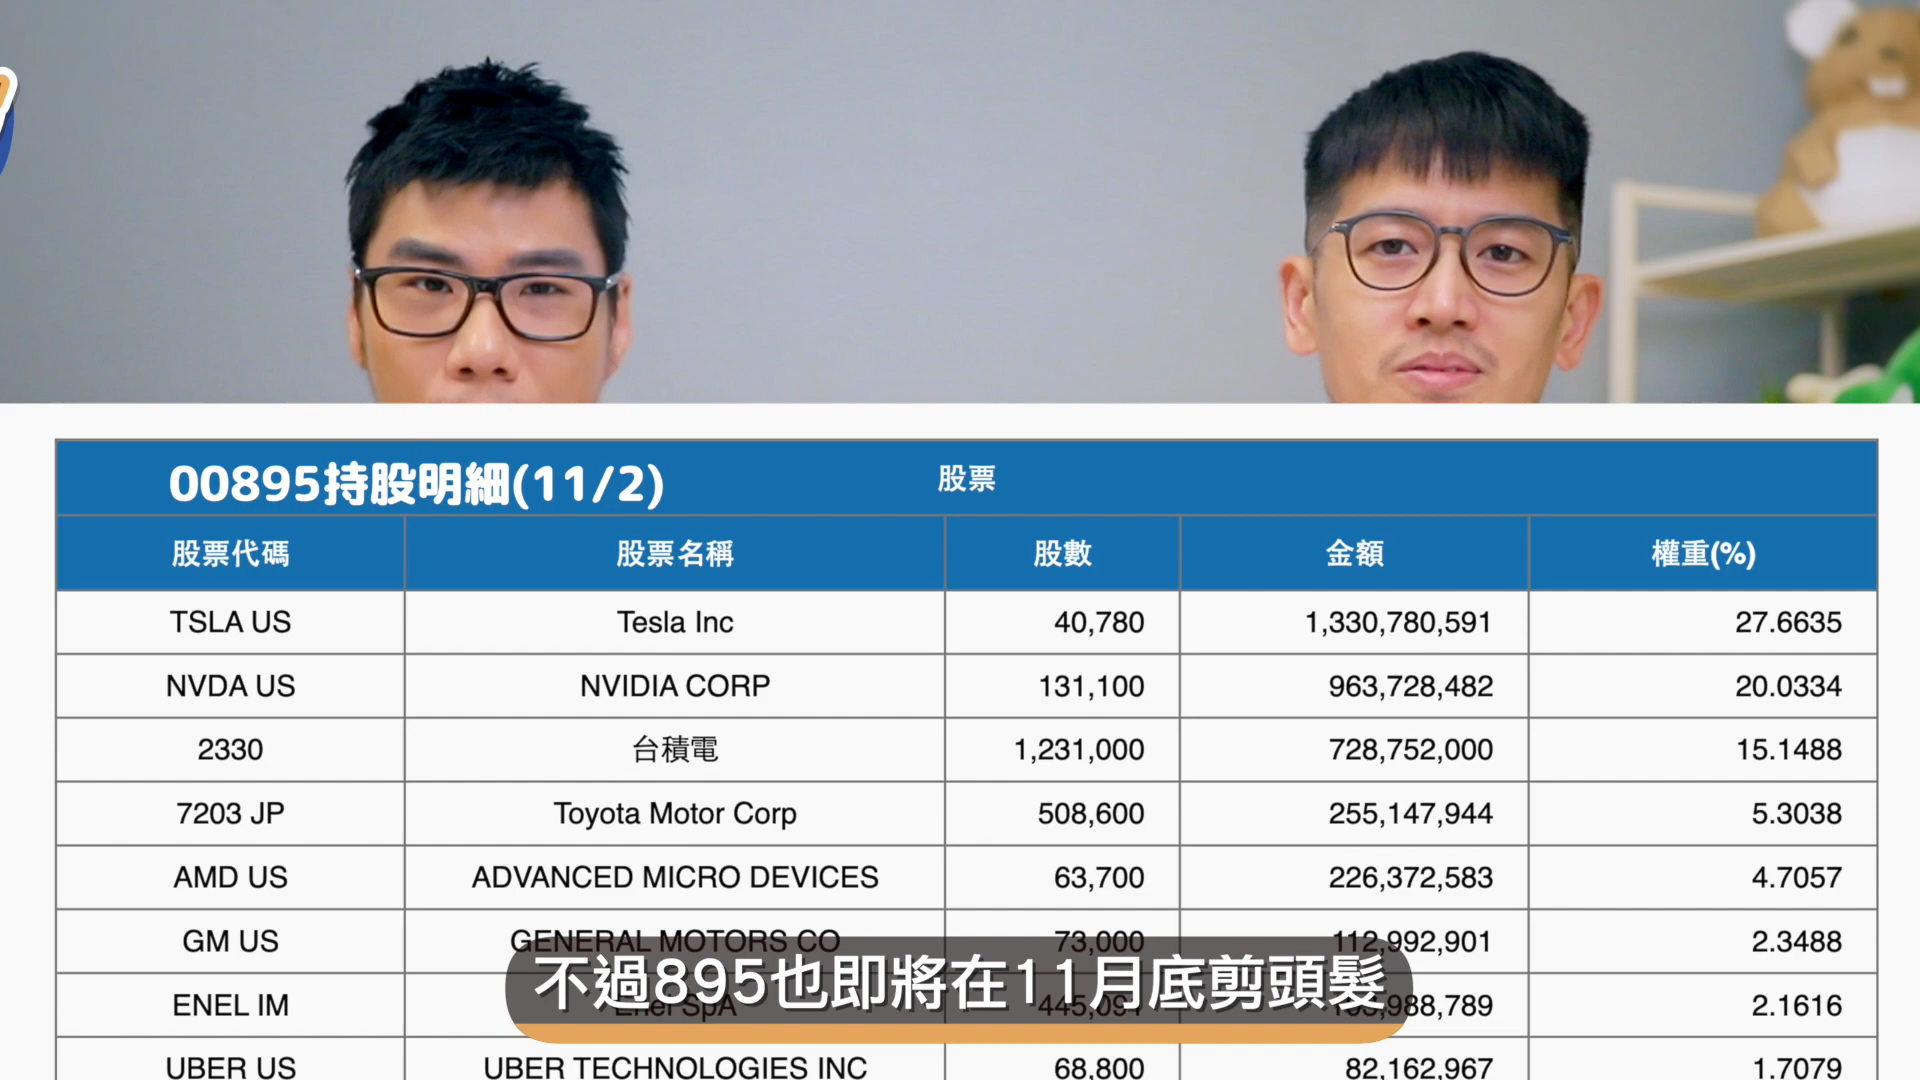 00895持股明細(11/2) 股票
股票代碼 股票名稱 股數 金額 權重(%)
TSLA US Tesla Inc 40,780 1,330,780,591 27.6635
NVDA US NVIDIA CORP 131,100 963,728,482 20.0334
2330 台積電 1,231,000 728,752,000 15.1488
7203 JP Toyota Motor Corp 508,600 255,147,944 5.3038
AMD US ADVANCED MICRO DEVICES 63,700 226,372,583 4.7057
GM US GENERAL MOTORS CO 73,000 112,992,901 2.3488
不過895也即將在11月底剪頭髮
ENEL IM Enel SpA 445,091 2.1616
UBER US UBER TECHNOLOGIES INC 68,800 82,162,967 1.7079